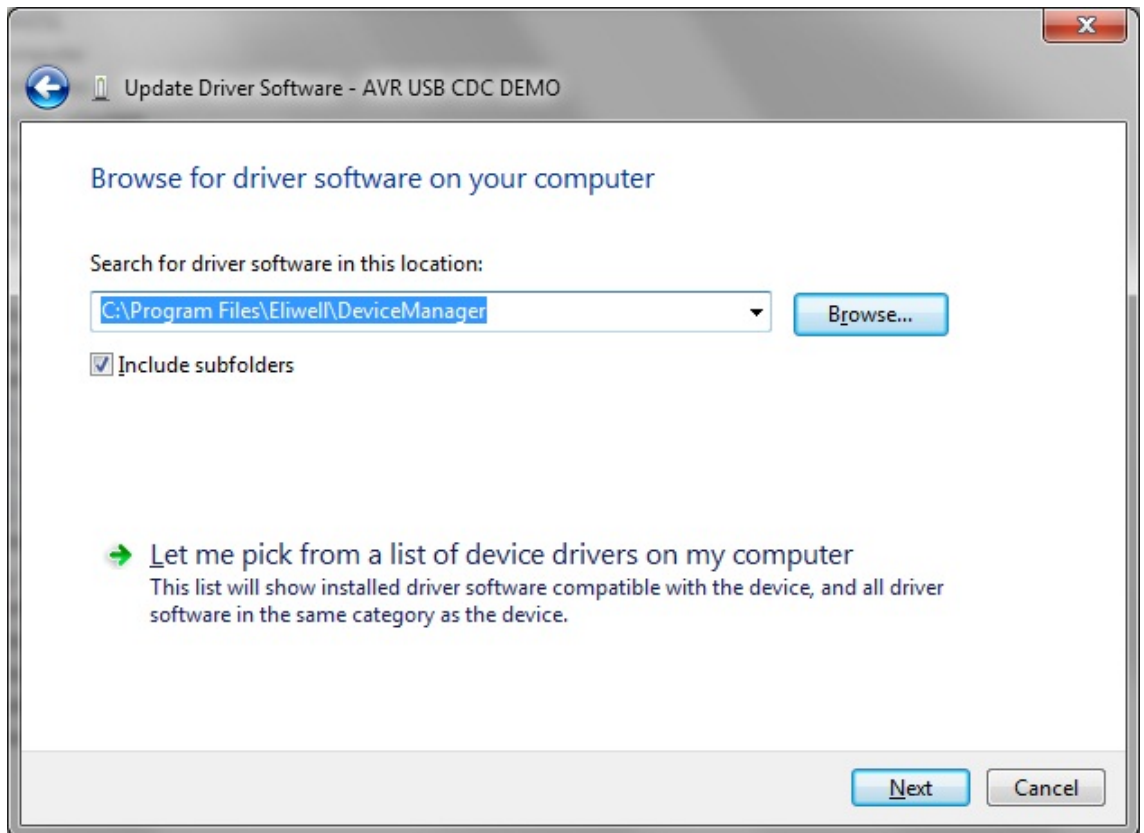 Update Driver Software - AVR USB CDC DEMO
Browse for driver software on your computer
Search for driver software in this location:
C:\Program Files\Eliwell\DeviceManager
Browse...
Include subfolders
Let me pick from a list of device drivers on my computer
This list will show installed driver software compatible with the device, and all driver
software in the same category as the device.
Next
Cancel